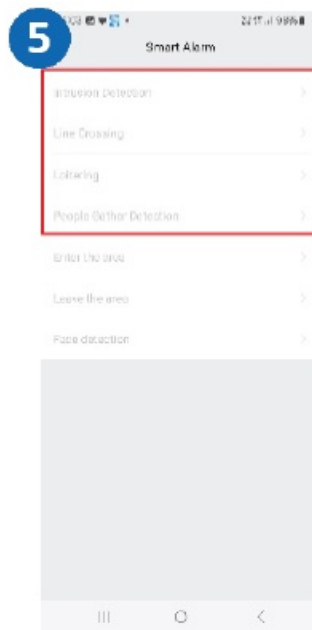 5
Smart Alarm
Intrusion Detection
Line Crossing
Loitering
People Gather Detection
Enter the area
Leave the area
Face detection